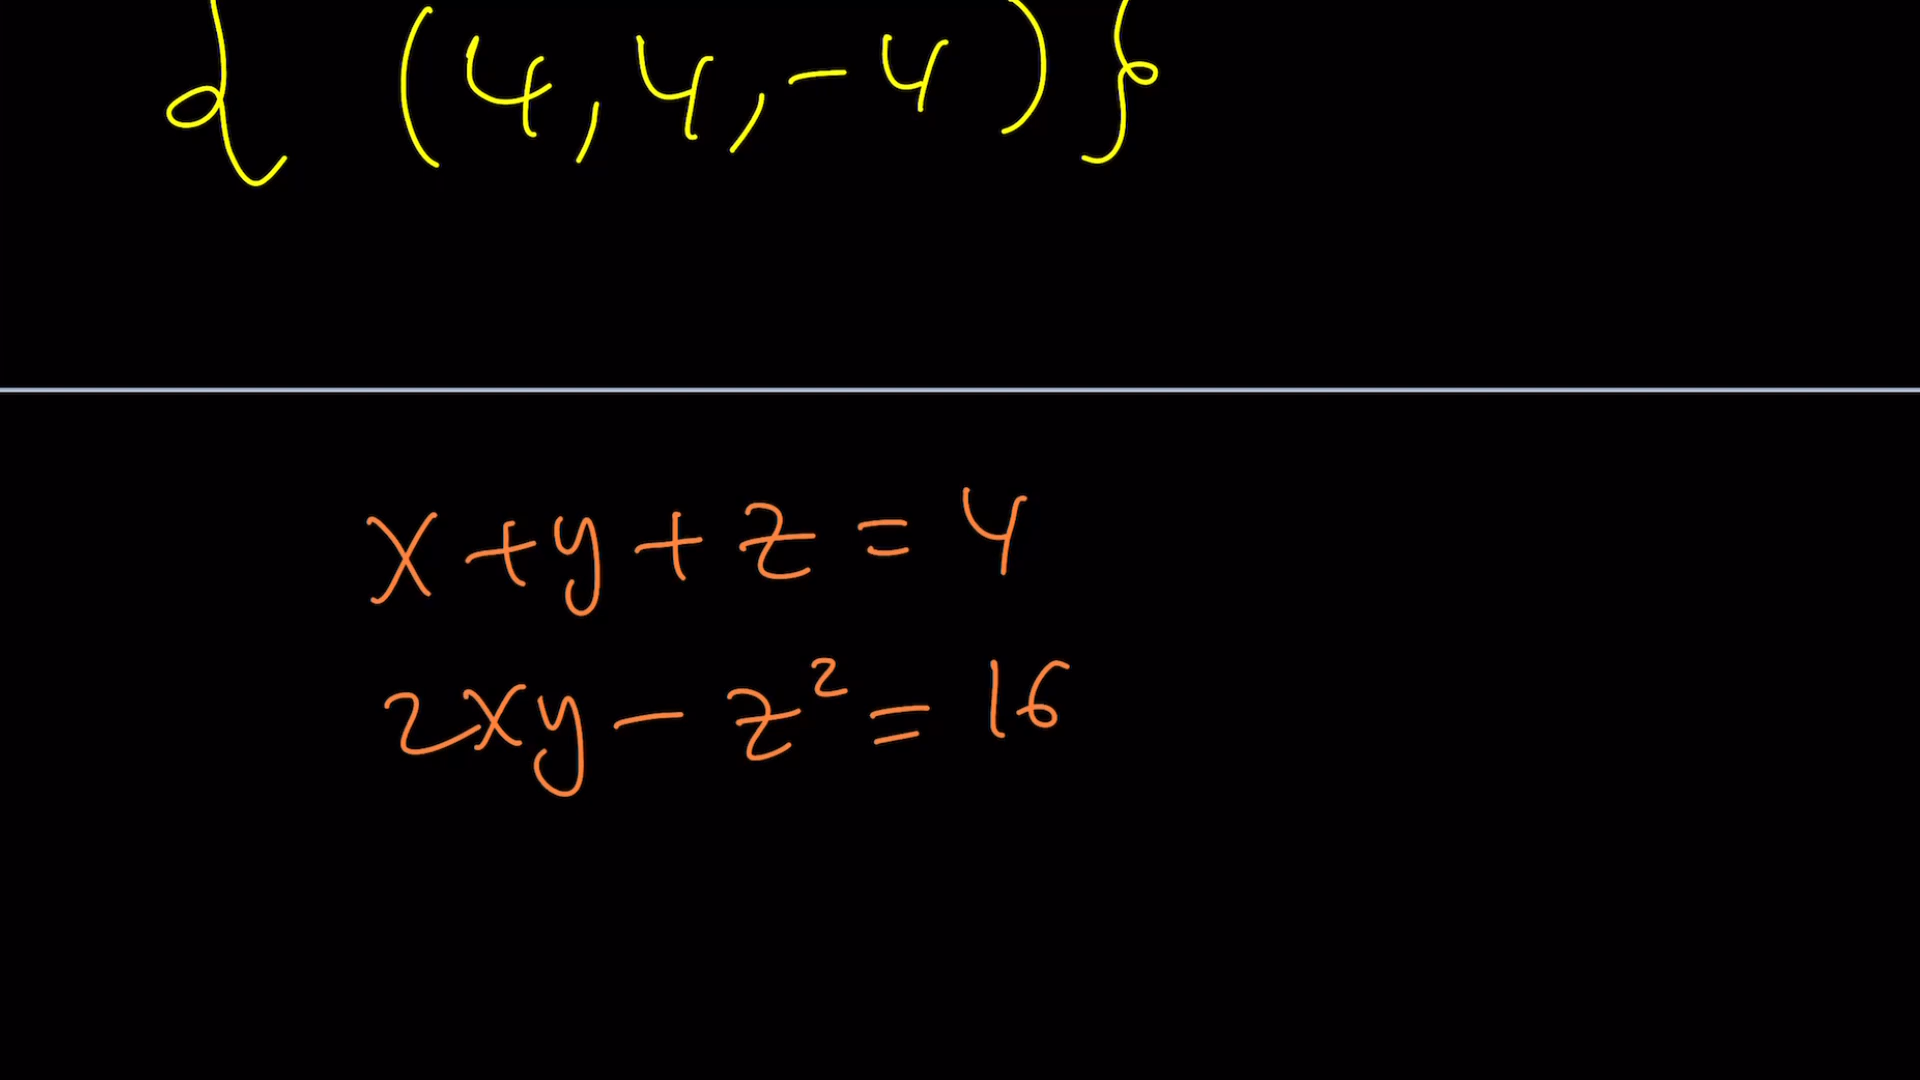 { (4, 4, -4) }
x + y + z = 4
2xy - z² = 16